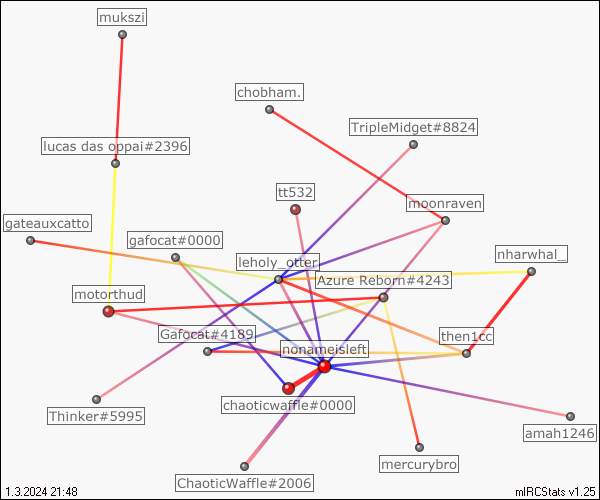 mukszi
chobham.
TripleMidget#8824
lucas das oppai#2396
tt532
moonraven
gateauxcatto
gafocat#0000
leholy_otter
nharwhal_
Azure Reborn#4243
motorthud
Gafocat#4189
then1cc
nonameisleft
chaoticwaffle#0000
Thinker#5995
amah1246
mercurybro
ChaoticWaffle#2006
1.3.2024 21:48
mIRCStats v1.25